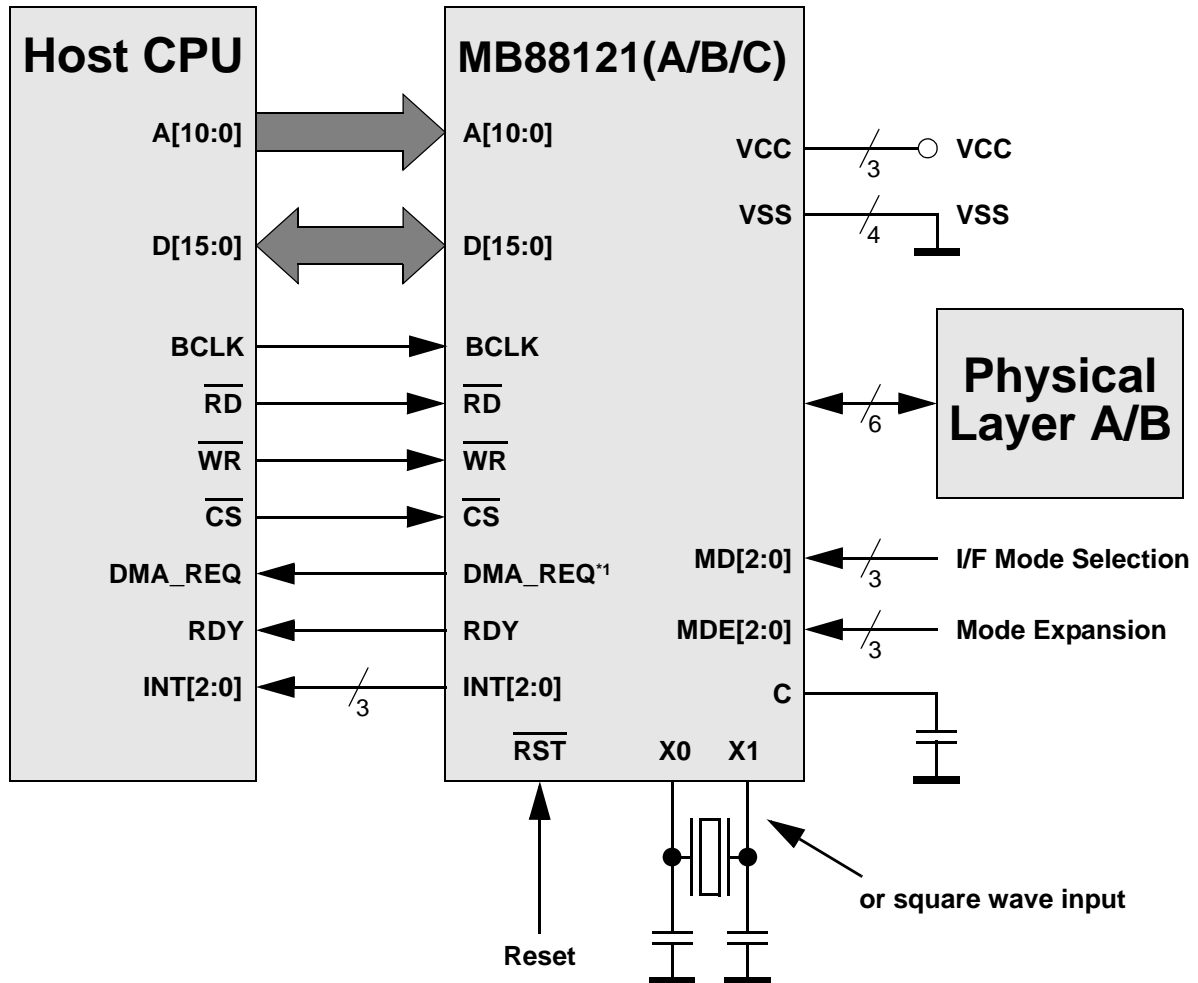 Host CPU
MB88121(A/B/C)
A[10:0]
A[10:0]
VCC
3
VCC
VSS
4
VSS
D[15:0]
D[15:0]
BCLK
BCLK
RD
RD
Physical
Layer A/B
6
WR
WR
CS
CS
DMA_REQ
DMA_REQ*1
MD[2:0]
3
I/F Mode Selection
RDY
RDY
MDE[2:0]
3
Mode Expansion
INT[2:0]
3
INT[2:0]
C
RST
X0
X1
or square wave input
Reset